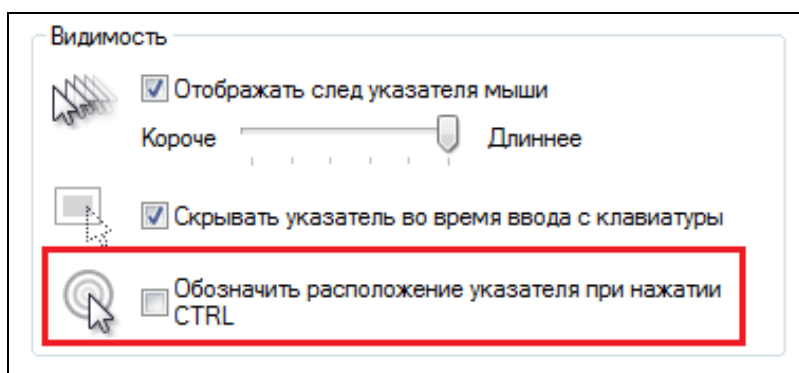 Видимость
Отображать след указателя мыши
Короче Длиннее
Скрывать указатель во время ввода с клавиатуры
Обозначить расположение указателя при нажатии
CTRL